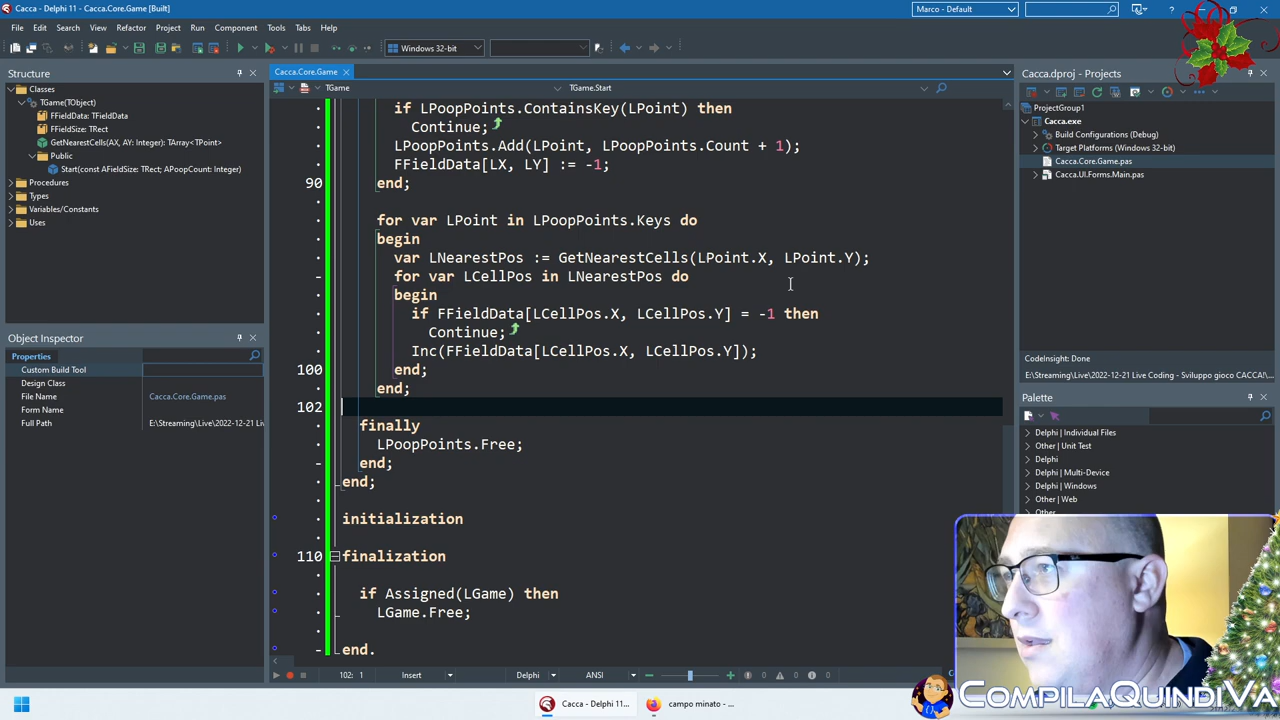 Cacca - Delphi 11 - Cacca.Core.Game [Built]
Marco - Default
File Edit Search View Refactor Project Run Component Tools Tabs Help
Windows 32-bit
Structure
Classes
TGame(TObject)
FFieldData: TFieldData
FFieldSize: TRect
GetNearestCells(AX, AY: Integer): TArray<TPoint>
Public
Start(const AFieldSize: TRect; APoopCount: Integer)
Procedures
Types
Variables/Constants
Uses
Object Inspector
Properties
Custom Build Tool
Design Class
File Name Cacca.Core.Game.pas
Form Name
Full Path E:\Streaming\Live\2022-12-21 Liv
Cacca.Core.Game
TGame TGame.Start
if LPoopPoints.ContainsKey(LPoint) then
Continue;
LPoopPoints.Add(LPoint, LPoopPoints.Count + 1);
FFieldData[LX, LY] := -1;
90 end;
for var LPoint in LPoopPoints.Keys do
begin
var LNearestPos := GetNearestCells(LPoint.X, LPoint.Y);
for var LCellPos in LNearestPos do
begin
if FFieldData[LCellPos.X, LCellPos.Y] = -1 then
Continue;
Inc(FFieldData[LCellPos.X, LCellPos.Y]);
100 end;
end;
102
finally
LPoopPoints.Free;
end;
end;
initialization
110 finalization
if Assigned(LGame) then
LGame.Free;
end.
102: 1 Insert Delphi ANSI 0 0 0
Cacca.dproj - Projects
ProjectGroup1
Cacca.exe
Build Configurations (Debug)
Target Platforms (Windows 32-bit)
Cacca.Core.Game.pas
Cacca.UI.Forms.Main.pas
CodeInsight: Done
E:\Streaming\Live\2022-12-21 Live Coding - Sviluppo gioco CACCA!\...
Palette
Delphi | Individual Files
Other | Unit Test
Delphi
Delphi | Multi-Device
Delphi | Windows
Other | Web
Other
Cacca - Delphi 11...
campo minato - ...
CompilaQuindiVa